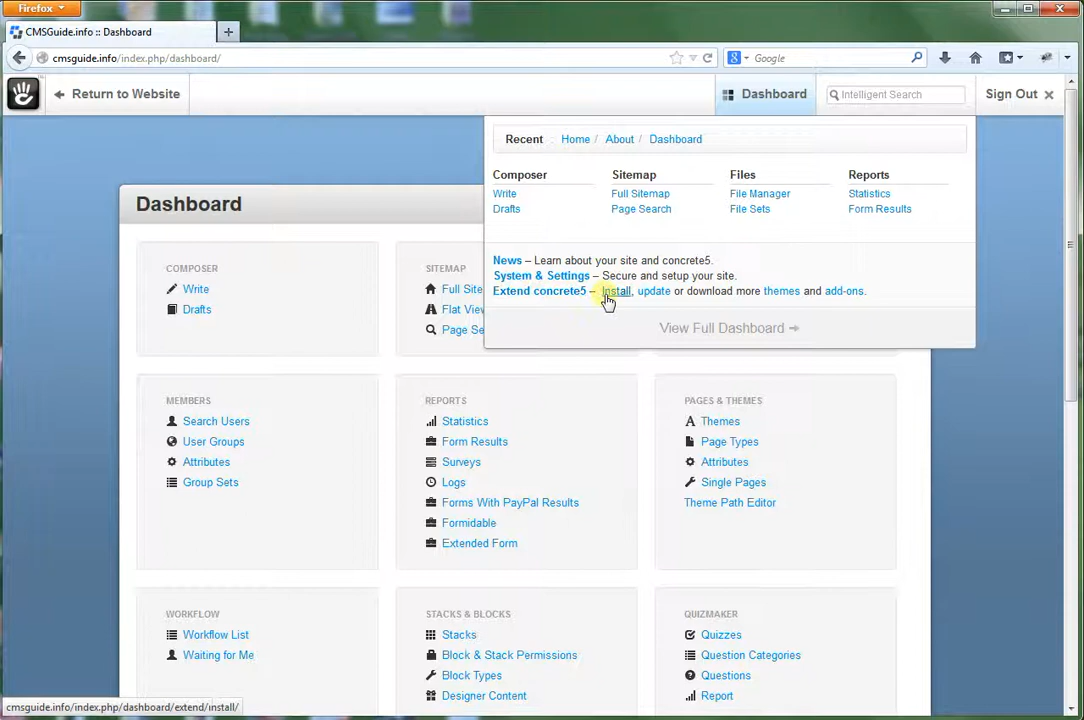 Firefox
CMSGuide.info :: Dashboard
cmsguide.info/index.php/dashboard/
Google
Return to Website
Dashboard
Intelligent Search
Sign Out
Recent Home / About / Dashboard
Composer Sitemap Files Reports
Write Full Sitemap File Manager Statistics
Drafts Page Search File Sets Form Results
News – Learn about your site and concrete5.
System & Settings – Secure and setup your site.
Extend concrete5 – Install, update or download more themes and add-ons.
View Full Dashboard
Dashboard
COMPOSER
Write
Drafts
SITEMAP
Full Site
Flat Viev
Page Se
MEMBERS
Search Users
User Groups
Attributes
Group Sets
REPORTS
Statistics
Form Results
Surveys
Logs
Forms With PayPal Results
Formidable
Extended Form
PAGES & THEMES
Themes
Page Types
Attributes
Single Pages
Theme Path Editor
WORKFLOW
Workflow List
Waiting for Me
STACKS & BLOCKS
Stacks
Block & Stack Permissions
Block Types
Designer Content
QUIZMAKER
Quizzes
Question Categories
Questions
Report
cmsguide.info/index.php/dashboard/extend/install/